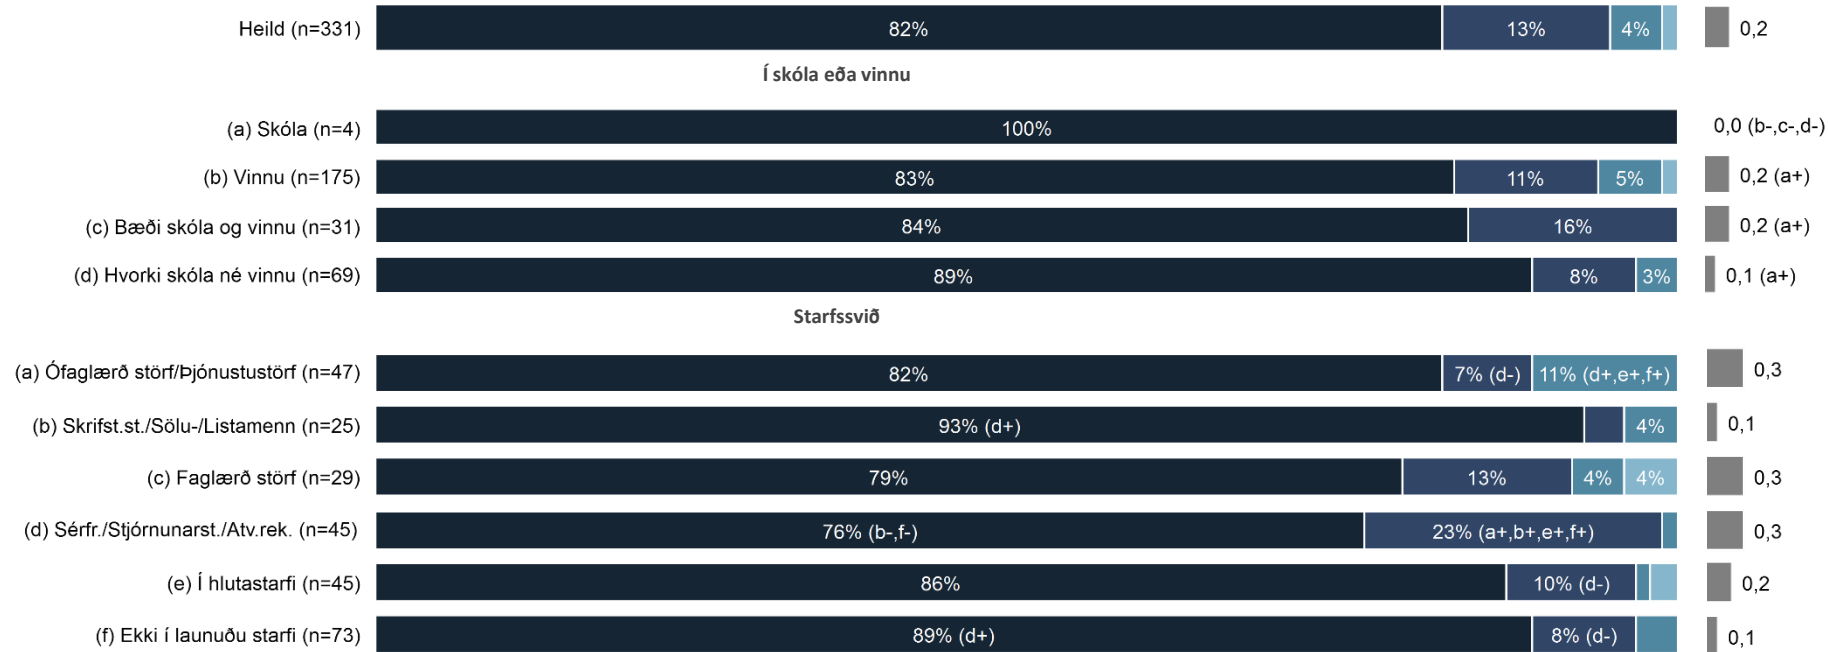 Heild (n=331) 82% 13% 4% 0,2
Í skóla eða vinnu
(a) Skóla (n=4) 100% 0,0 (b-,c-,d-)
(b) Vinnu (n=175) 83% 11% 5% 0,2 (a+)
(c) Bæði skóla og vinnu (n=31) 84% 16% 0,2 (a+)
(d) Hvorki skóla né vinnu (n=69) 89% 8% 3% 0,1 (a+)
Starfssvið
(a) Ófaglærð störf/Þjónustustörf (n=47) 82% 7% (d-) 11% (d+,e+,f+) 0,3
(b) Skrifst.st./Sölu-/Listamenn (n=25) 93% (d+) 4% 0,1
(c) Faglærð störf (n=29) 79% 13% 4% 4% 0,3
(d) Sérfr./Stjórnunarst./Atv.rek. (n=45) 76% (b-,f-) 23% (a+,b+,e+,f+) 0,3
(e) Í hlutastarfi (n=45) 86% 10% (d-) 0,2
(f) Ekki í launuðu starfi (n=73) 89% (d+) 8% (d-) 0,1